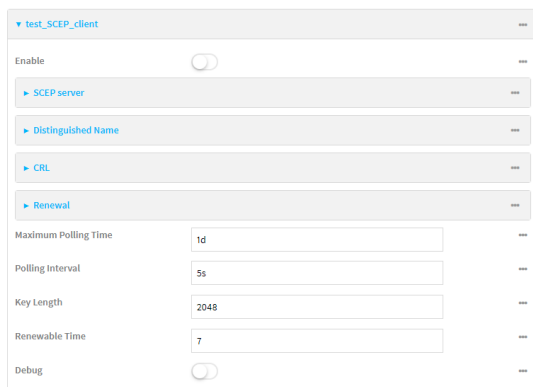 test_SCEP_client
Enable
SCEP server
Distinguished Name
CRL
Renewal
Maximum Polling Time 1d
Polling Interval 5s
Key Length 2048
Renewable Time 7
Debug